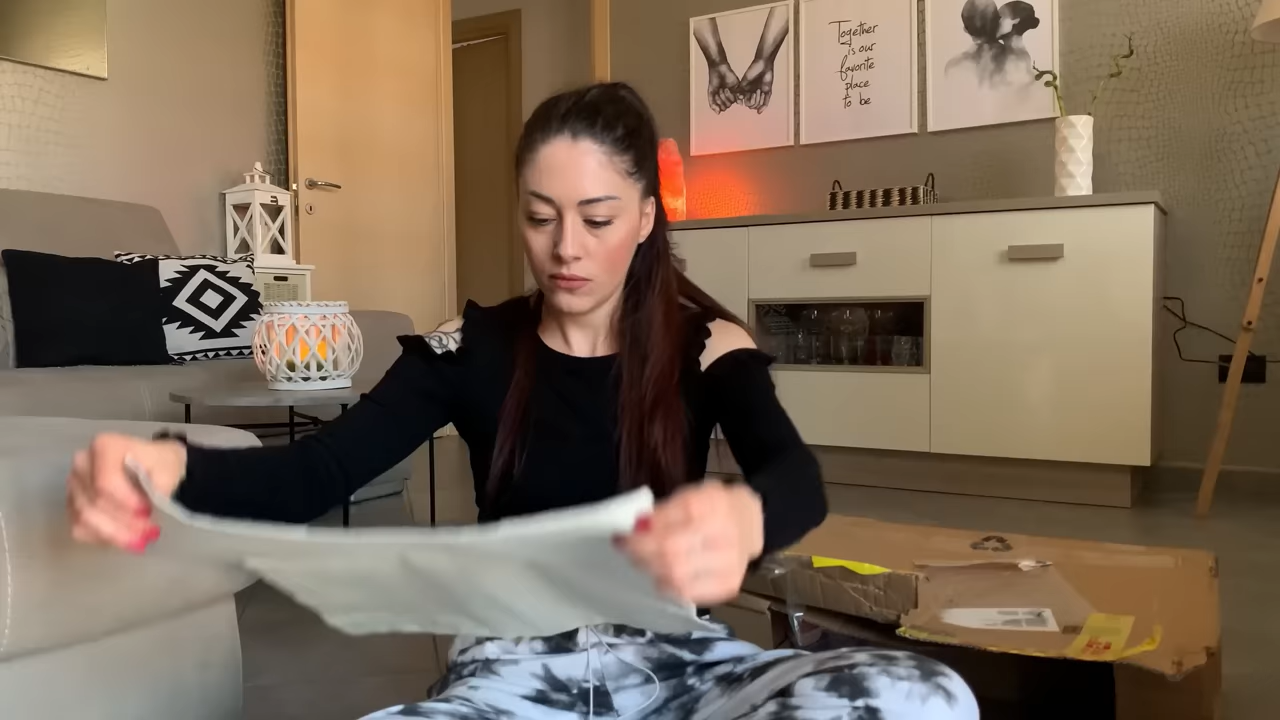 Together
is our
favorite
place
to be